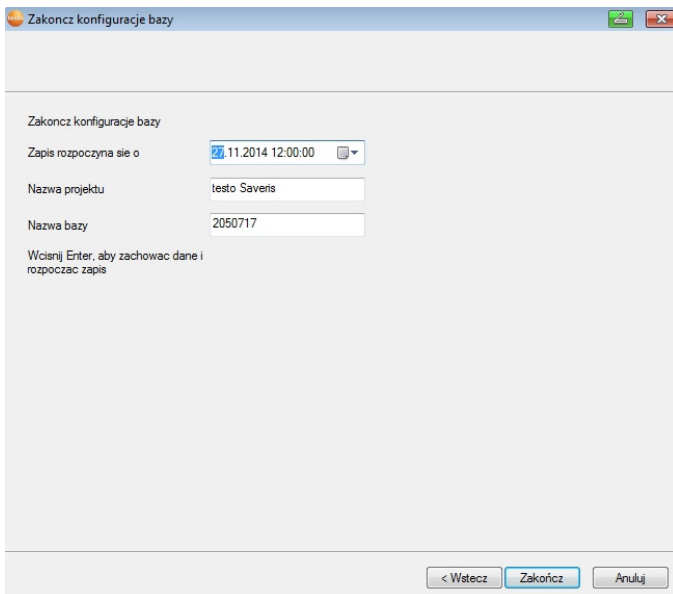 testo
Zakoncz konfiguracje bazy
Zakoncz konfiguracje bazy
Zapis rozpoczyna sie o
27.11.2014 12:00:00
Nazwa projektu
testo Saveris
Nazwa bazy
2050717
Wcisnij Enter, aby zachowac dane i
rozpoczac zapis
< Wstecz
Zakończ
Anuluj